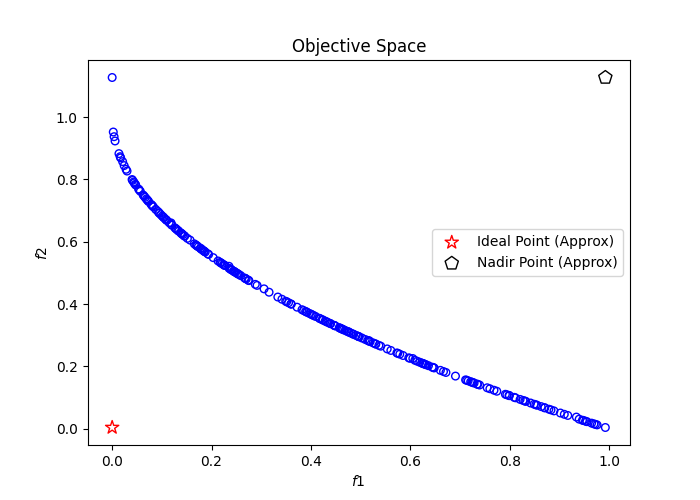 Objective Space
f2
1.0
0.8
0.6
0.4
0.2
0.0
Ideal Point (Approx)
Nadir Point (Approx)
0.0 0.2 0.4 0.6 0.8 1.0
f1